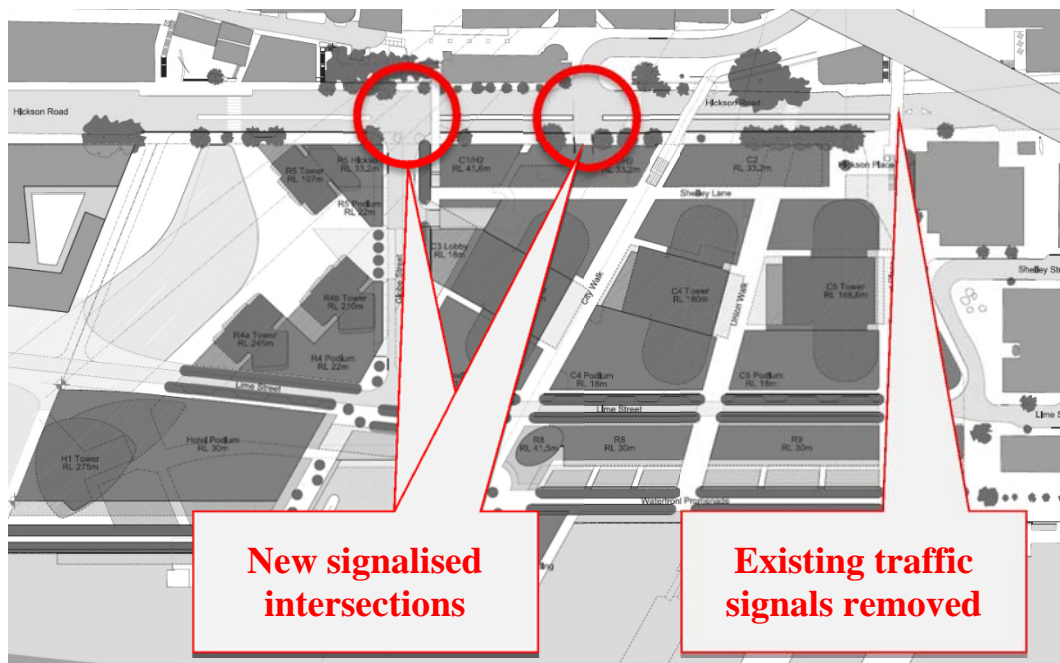 Hickson Road
Hickson Road
R5 Hickson
RL 33,2m
C1/H2
RL 41,6m
RL 33,2m
C2
RL 33,2m
Hickson Place
R5 Tower
RL 107m
R5 Podium
RL 22m
Shelley Lane
C3 Lobby
RL 18m
Globe Street
City Walk
C4 Tower
RL 180m
Union Walk
C5 Tower
RL 168,6m
Shelley
R4b Tower
RL 210m
R4a Tower
RL 245m
R4 Podium
RL 22m
Lime Street
C4 Podium
RL 18m
C5 Podium
RL 18m
Lime Street
Lime
Hotel Podium
RL 30m
H1 Tower
RL 275m
R8
RL 41,5m
R8
RL 30m
R9
RL 30m
Waterfront Promenade
New signalised
intersections
Existing traffic
signals removed